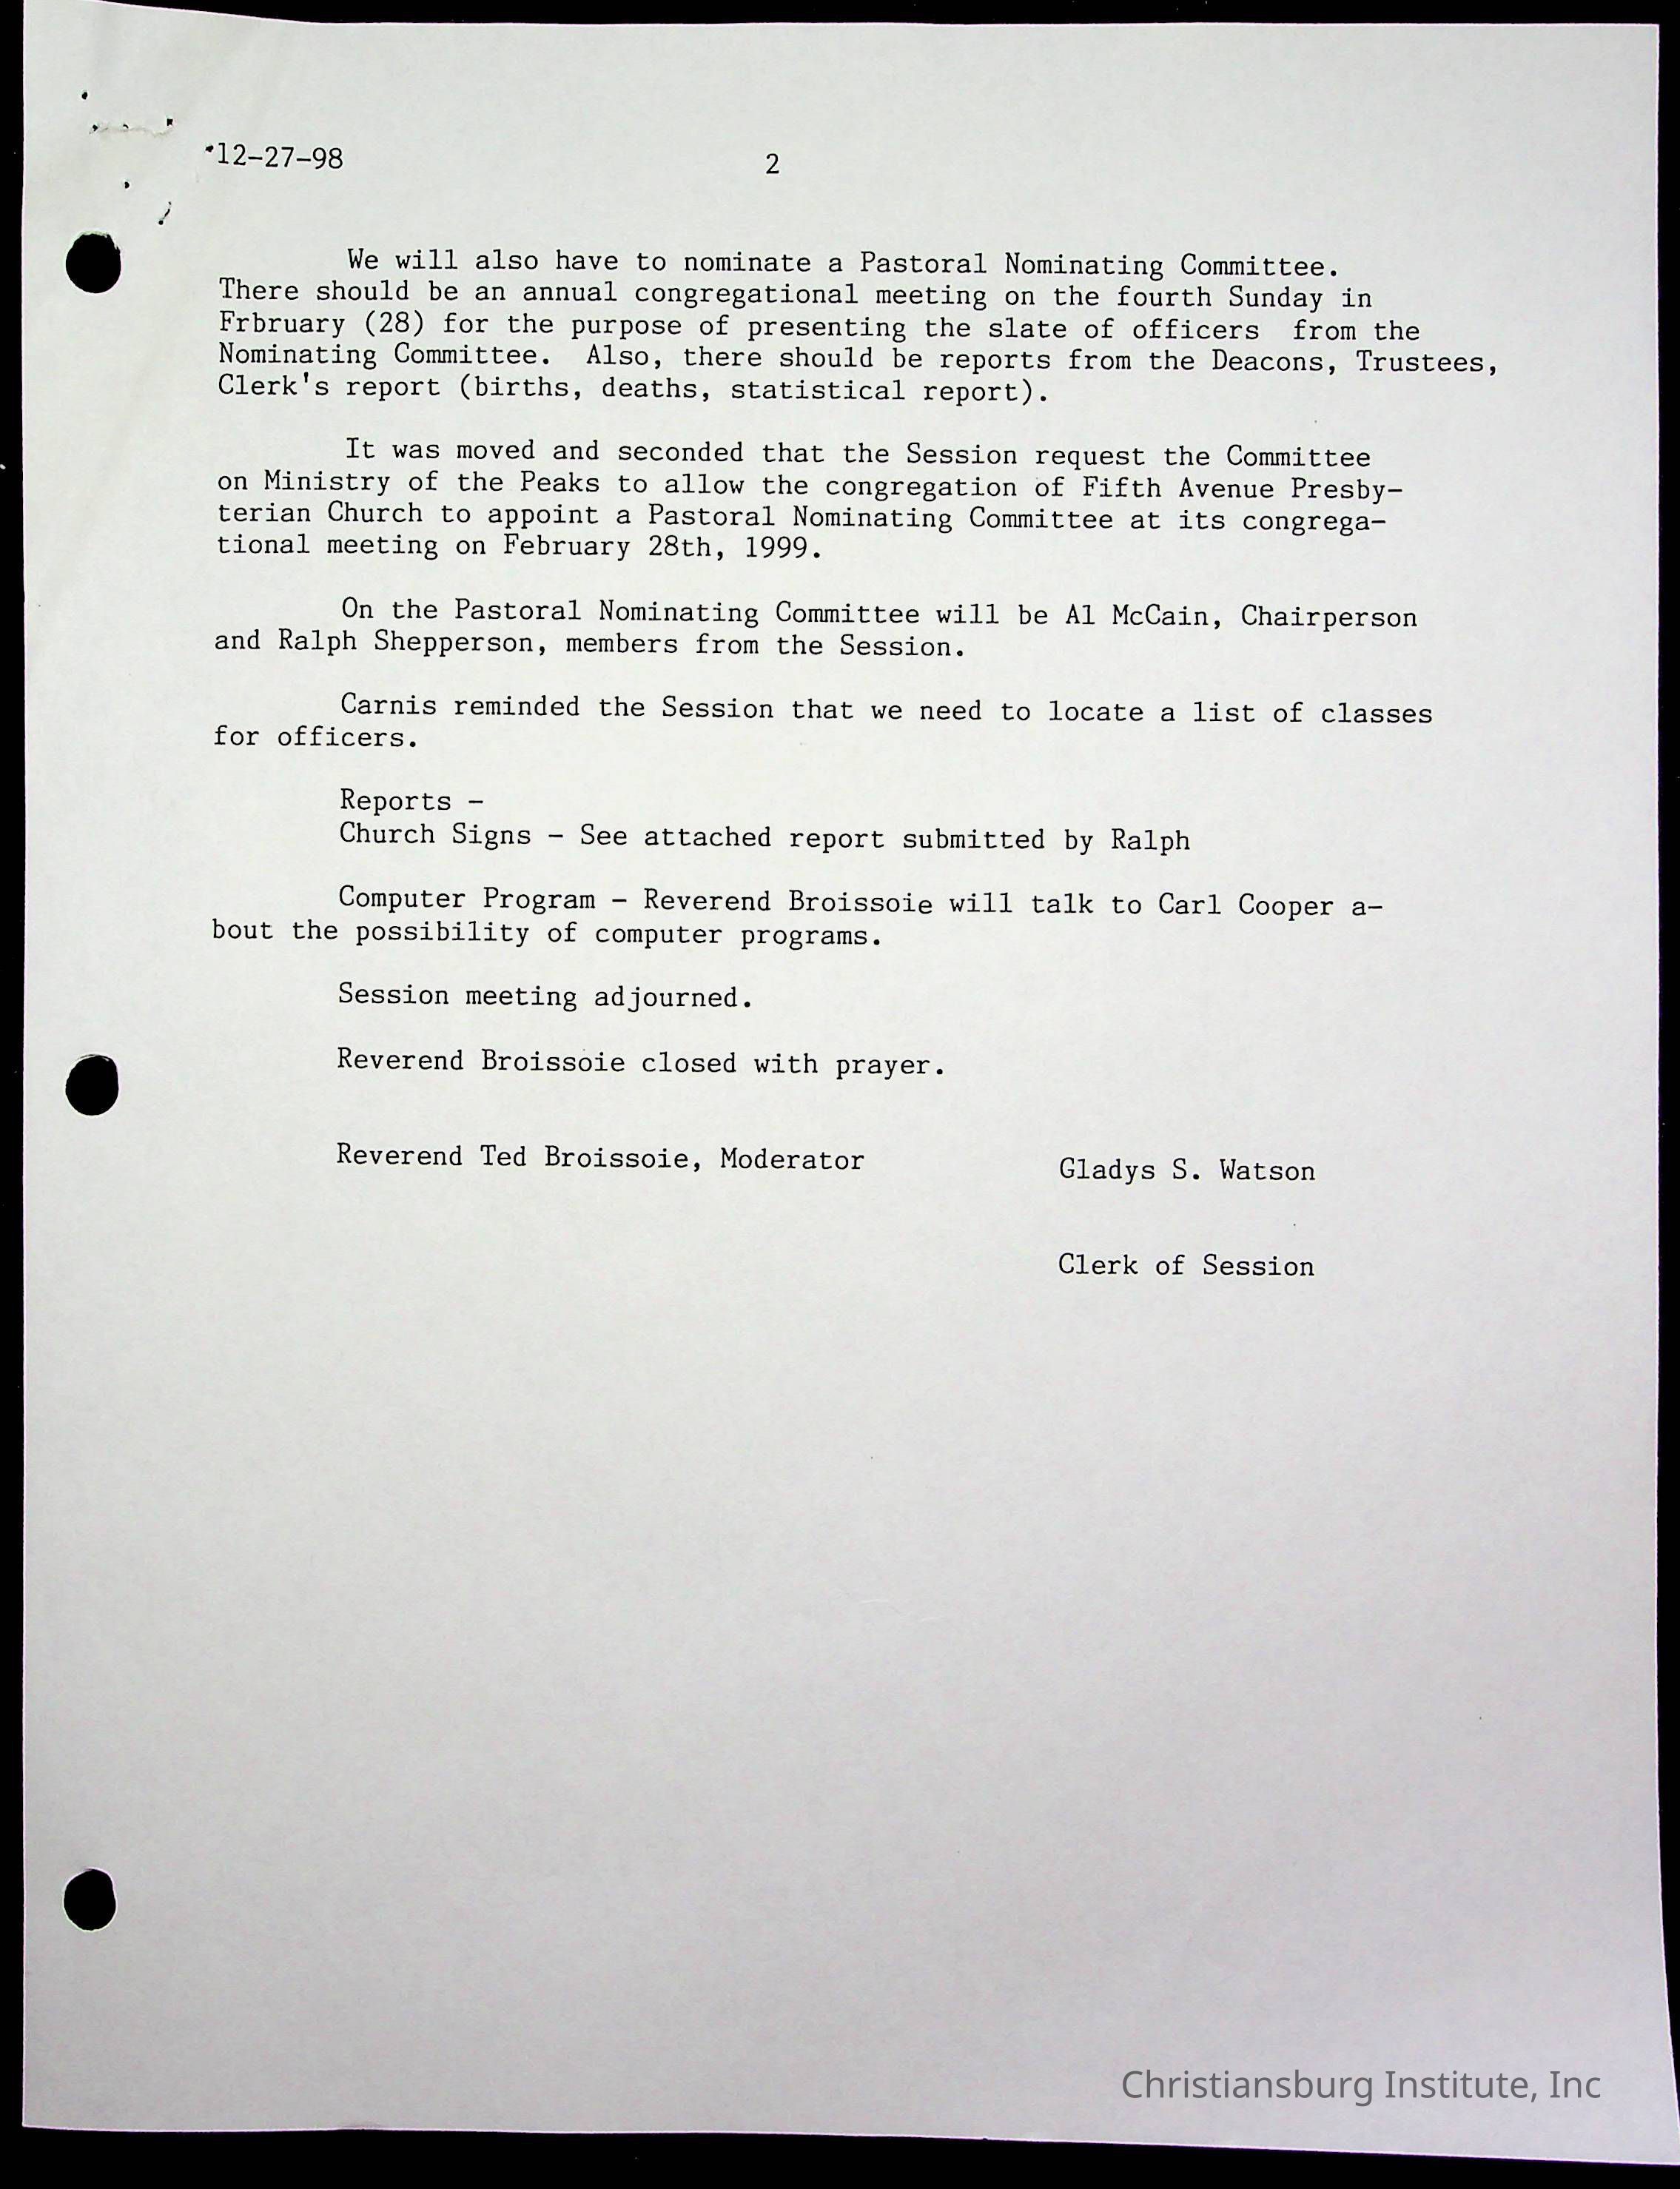 12-27-98
2
We will also have to nominate a Pastoral Nominating Committee.
There should be an annual congregational meeting on the fourth Sunday in
Frbruary (28) for the purpose of presenting the slate of officers from the
Nominating Committee. Also, there should be reports from the Deacons, Trustees,
Clerk's report (births, deaths, statistical report).
It was moved and seconded that the Session request the Committee
on Ministry of the Peaks to allow the congregation of Fifth Avenue Presby-
terian Church to appoint a Pastoral Nominating Committee at its congrega-
tional meeting on February 28th, 1999.
On the Pastoral Nominating Committee will be Al McCain, Chairperson
and Ralph Shepperson, members from the Session.
Carnis reminded the Session that we need to locate a list of classes
for officers.
Reports -
Church Signs - See attached report submitted by Ralph
Computer Program - Reverend Broissoie will talk to Carl Cooper a-
bout the possibility of computer programs.
Session meeting adjourned.
Reverend Broissoie closed with prayer.
Reverend Ted Broissoie, Moderator
Gladys S. Watson
Clerk of Session
Christiansburg Institute, Inc